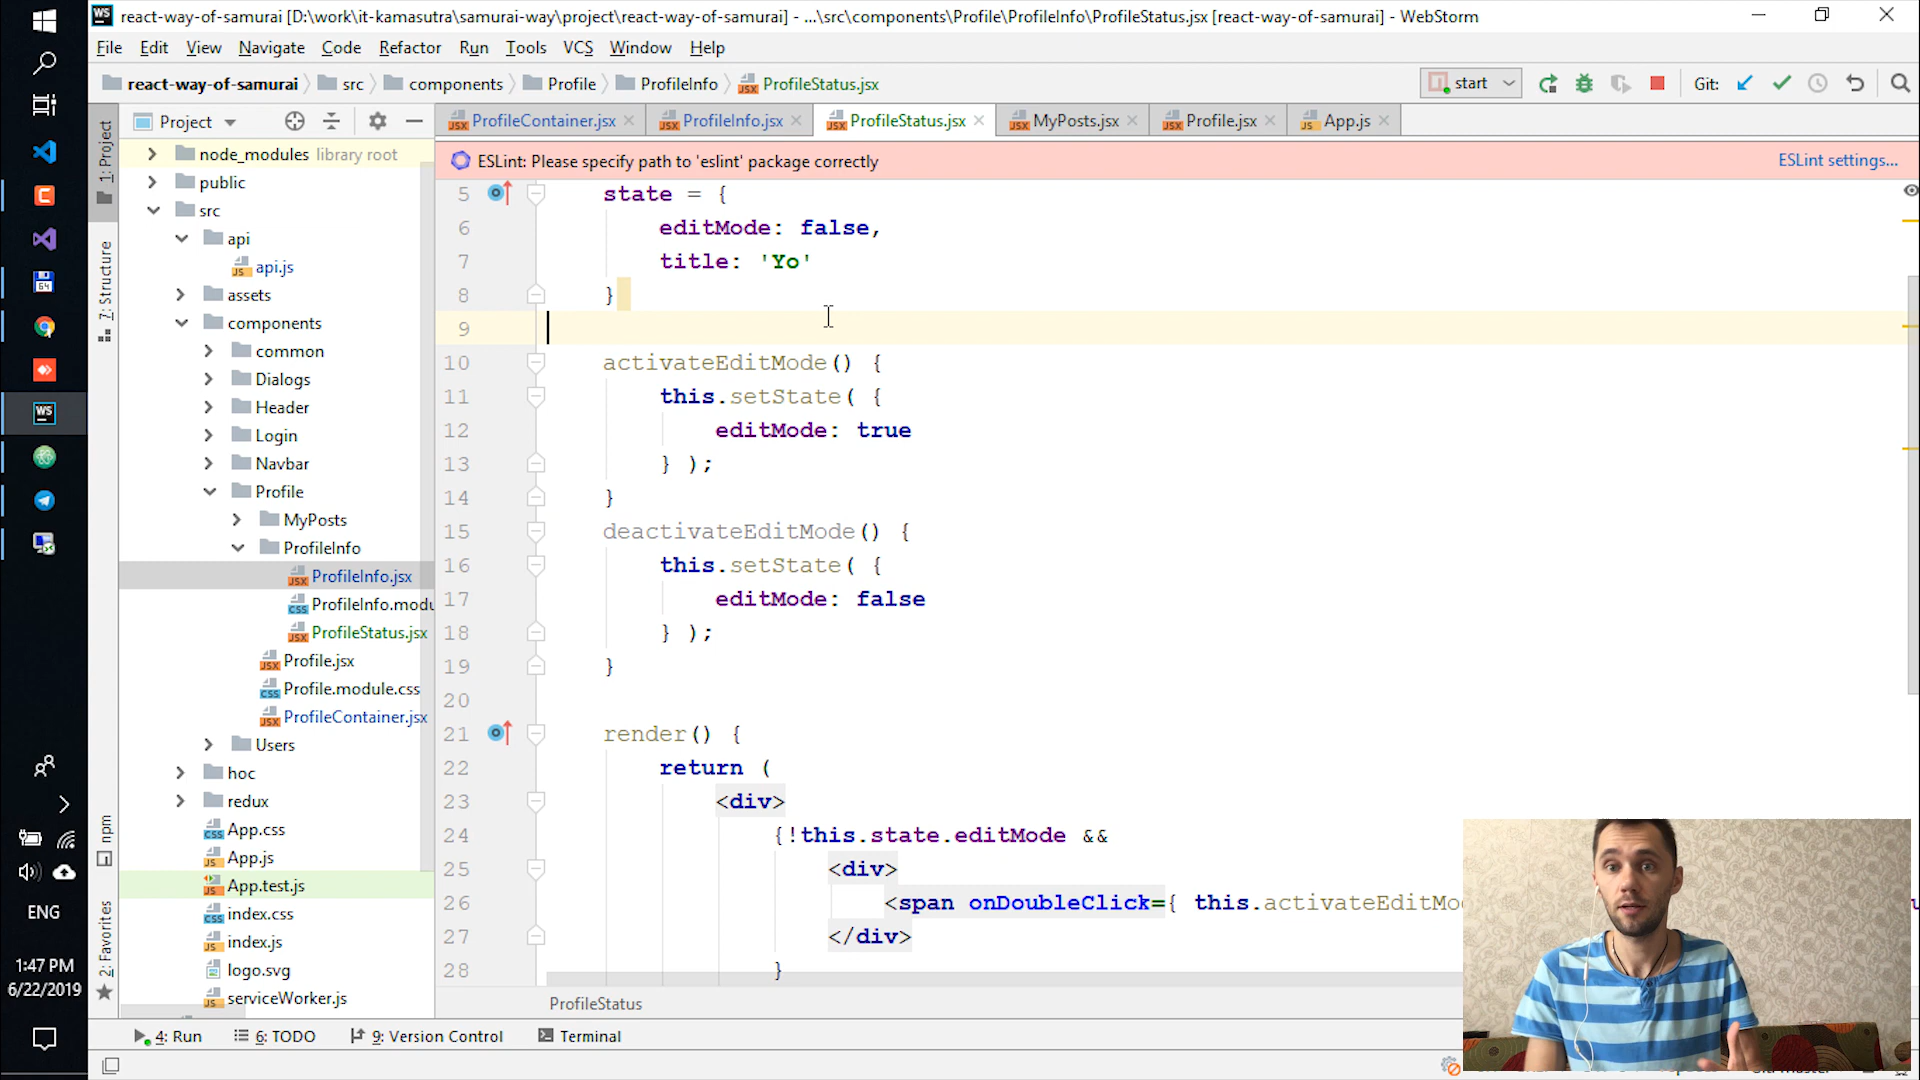 react-way-of-samurai [D:\work\it-kamasutra\samurai-way\project\react-way-of-samurai] - ...\src\components\Profile\ProfileInfo\ProfileStatus.jsx [react-way-of-samurai] - WebStorm
File Edit View Navigate Code Refactor Run Tools VCS Window Help
react-way-of-samurai src components Profile ProfileInfo ProfileStatus.jsx start Git:
Project
ProfileContainer.jsx ProfileInfo.jsx ProfileStatus.jsx MyPosts.jsx Profile.jsx App.js
ESLint: Please specify path to 'eslint' package correctly ESLint settings...
1: Project
7: Structure
npm
2: Favorites
node_modules library root
public
src
api
api.js
assets
components
common
Dialogs
Header
Login
Navbar
Profile
MyPosts
ProfileInfo
ProfileInfo.jsx
ProfileInfo.modu
ProfileStatus.jsx
Profile.jsx
Profile.module.css
ProfileContainer.jsx
Users
hoc
redux
App.css
App.js
App.test.js
index.css
index.js
logo.svg
serviceWorker.js
5 state = {
6 editMode: false,
7 title: 'Yo'
8 }
9
10 activateEditMode() {
11 this.setState( {
12 editMode: true
13 } );
14 }
15 deactivateEditMode() {
16 this.setState( {
17 editMode: false
18 } );
19 }
20
21 render() {
22 return (
23 <div>
24 {!this.state.editMode &&
25 <div>
26 <span onDoubleClick={ this.activateEditMo
27 </div>
28 }
ProfileStatus
4: Run 6: TODO 9: Version Control Terminal
ENG
1:47 PM
6/22/2019